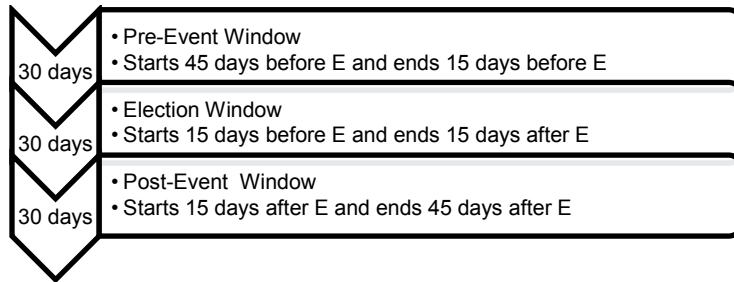 30 days
• Pre-Event Window
• Starts 45 days before E and ends 15 days before E
30 days
• Election Window
• Starts 15 days before E and ends 15 days after E
30 days
• Post-Event  Window
• Starts 15 days after E and ends 45 days after E